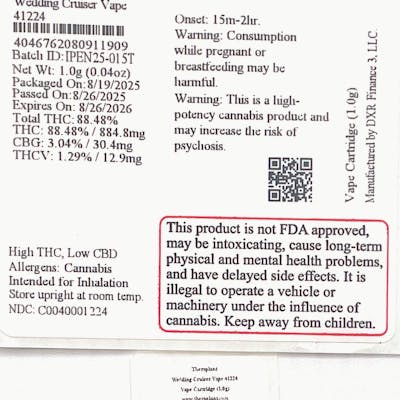 Wedding Cruiser Vape
41224
4046762080911909
Batch ID:IPEN25-015T
Net Wt: 1.0g (0.04oz)
Packaged On:8/19/2025
Passed On:8/26/2025
Expires On:8/26/2026
Total THC: 88.48%
THC: 88.48% / 884.8mg
CBG: 3.04% / 30.4mg
THCV: 1.29% / 12.9mg
High THC, Low CBD
Allergens: Cannabis
Intended for Inhalation
Store upright at room temp.
NDC: C0040001224
Onset: 15m-2hr.
Warning: Consumption
while pregnant or
breastfeeding may be
harmful.
Warning: This is a high-
potency cannabis product and
may increase the risk of
psychosis.
Vape Cartridge (1.0g)
Manufactured by DXR Finance 3, LLC
This product is not FDA approved,
may be intoxicating, cause long-term
physical and mental health problems,
and have delayed side effects. It is
illegal to operate a vehicle or
machinery under the influence of
cannabis. Keep away from children.
Theraplant
Wedding Cruiser Vape 41224
Vape Cartridge (1.0g)
www.theraplant.com